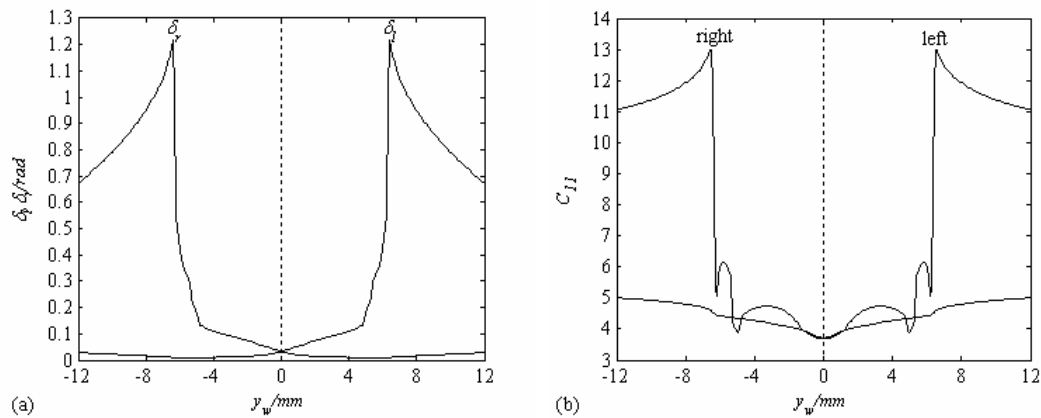 1.3
1.2
1.1
1
0.9
0.8
0.7
0.6
0.5
0.4
0.3
0.2
0.1
0
δl δr/rad
δr
δl
-12 -8 -4 0 4 8 12
yw/mm
(a)
14
13
12
11
10
9
8
7
6
5
4
3
C11
right
left
-12 -8 -4 0 4 8 12
yw/mm
(b)